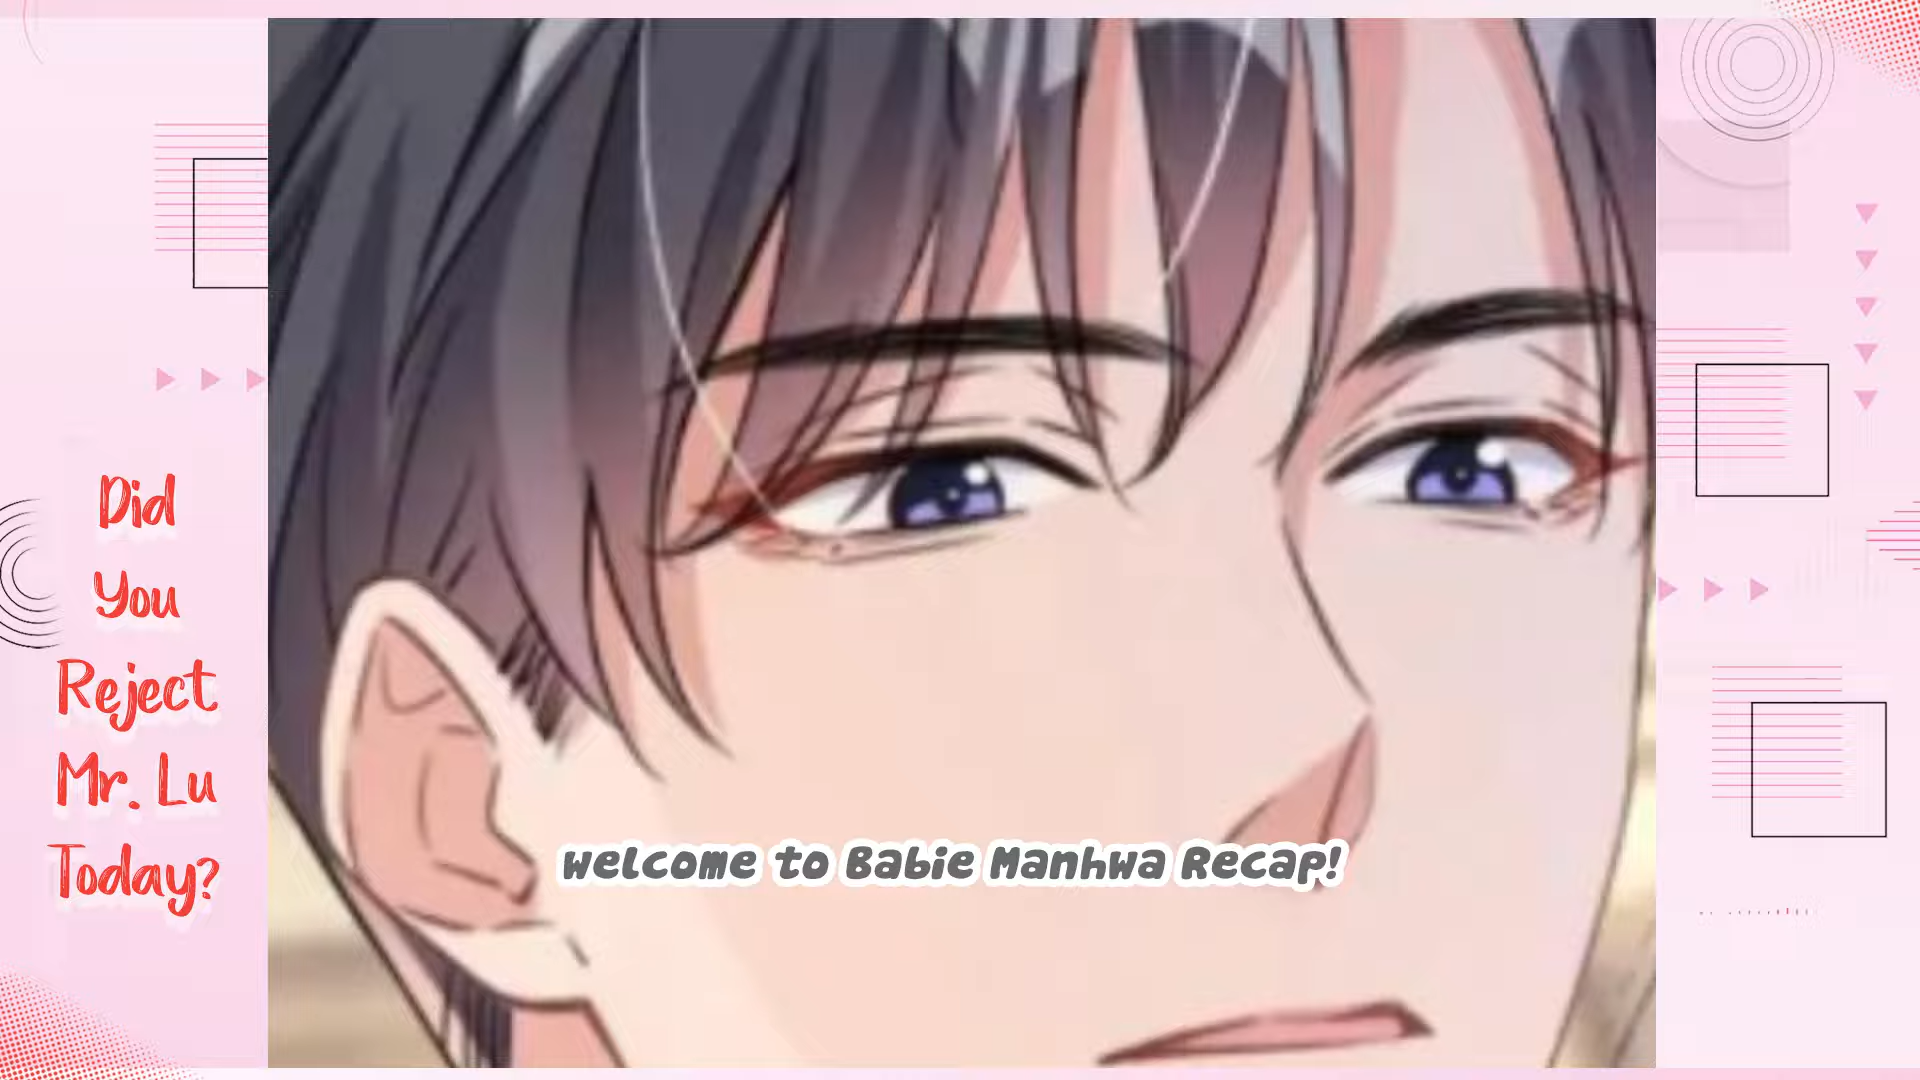 Did
You
Reject
Mr. Lu
Today?
welcome to Babie Manhwa Recap!